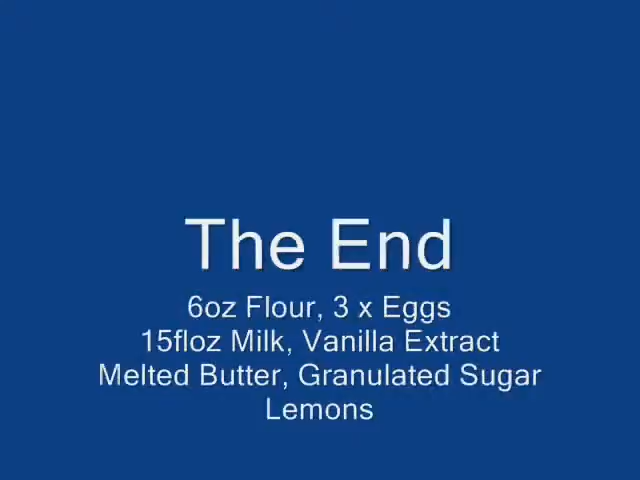 The End
6oz Flour, 3 x Eggs
15floz Milk, Vanilla Extract
Melted Butter, Granulated Sugar
Lemons